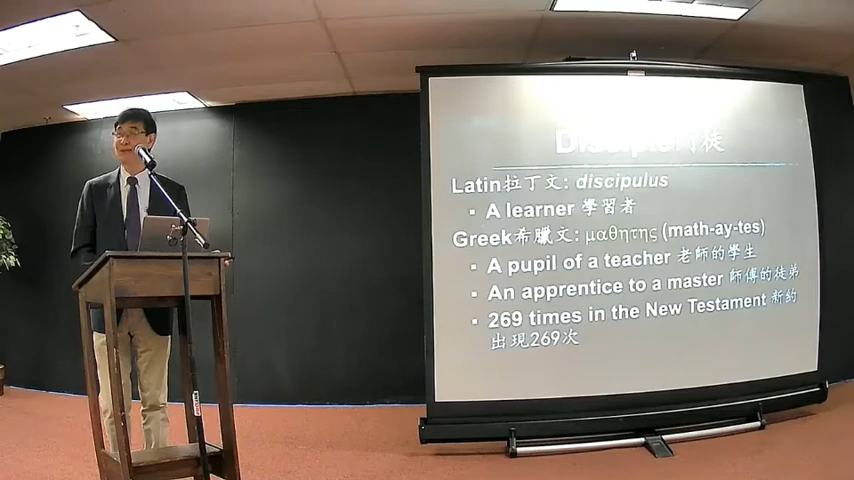 Disciple門徒
Latin拉丁文: discipulus
A learner 學習者
Greek希臘文: μαθητης (math-ay-tes)
A pupil of a teacher 老師的學生
An apprentice to a master 師傅的徒弟
269 times in the New Testament 新約
出現269次